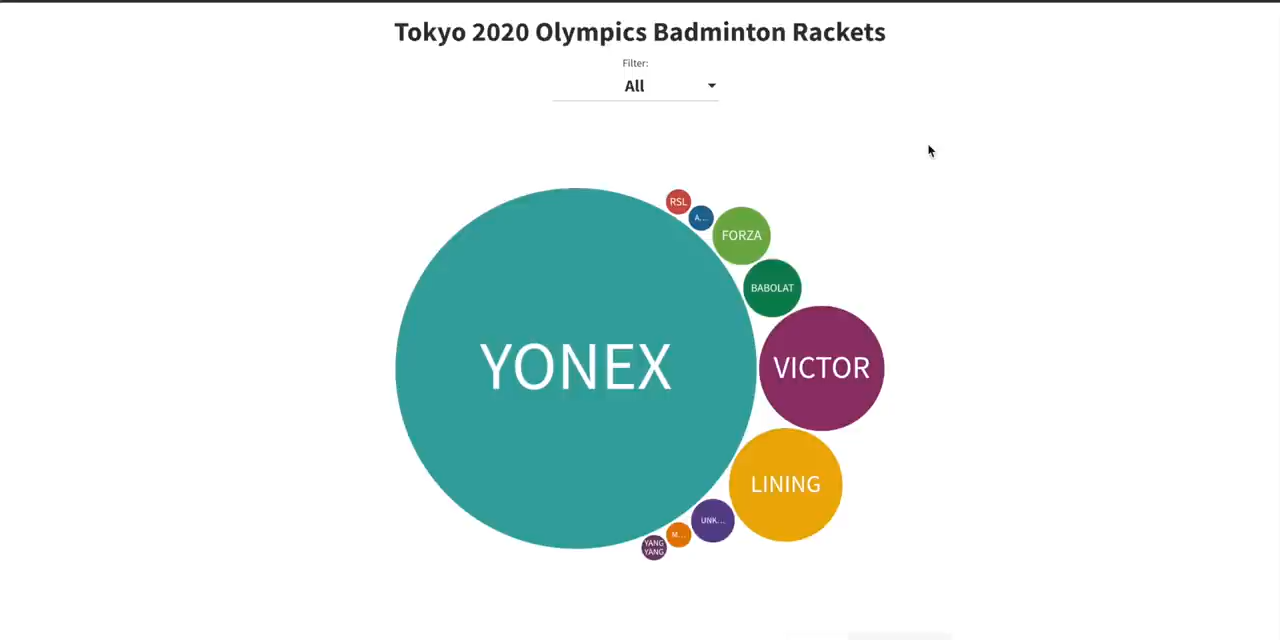 Tokyo 2020 Olympics Badminton Rackets
Filter:
All
RSL
A...
FORZA
BABOLAT
YONEX
VICTOR
LINING
UNK...
M...
YANG
YANG